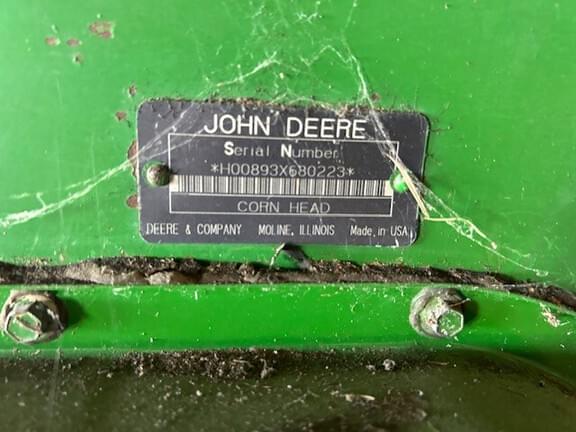 JOHN DEERE
Serial Number
*H00893X680223*
CORN HEAD
DEERE & COMPANY MOLINE, ILLINOIS Made in USA